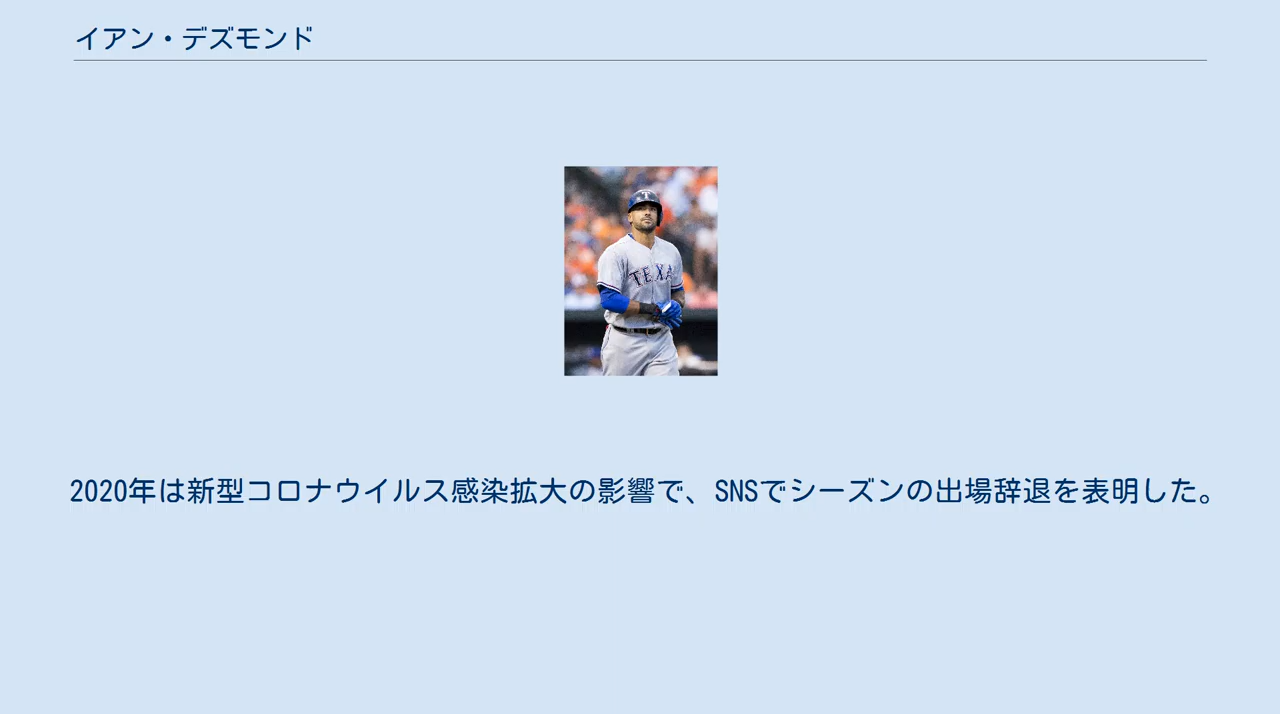 イアン・デズモンド
TEXA
2020年は新型コロナウイルス感染拡大の影響で、SNSでシーズンの出場辞退を表明した。